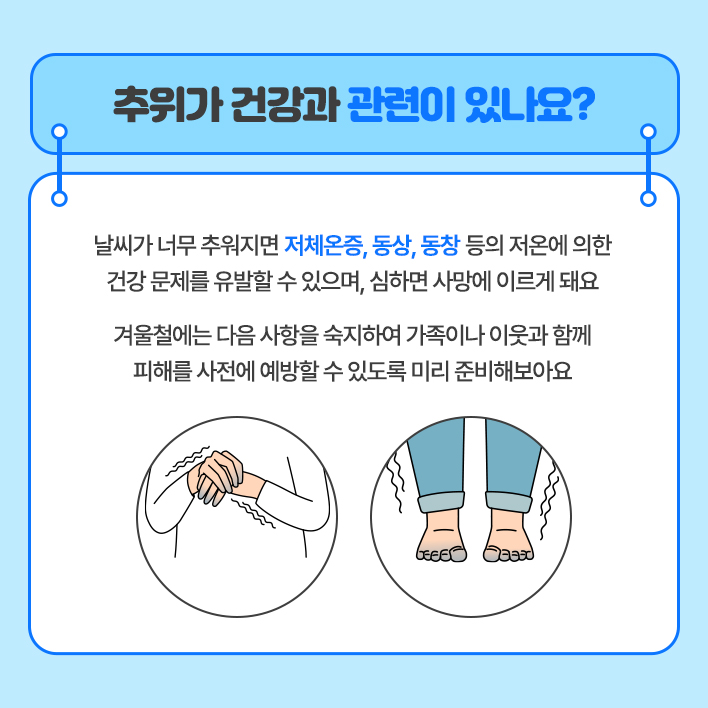 추위가 건강과 관련이 있나요?
날씨가 너무 추워지면 저체온증, 동상, 동창 등의 저온에 의한
건강 문제를 유발할 수 있으며, 심하면 사망에 이르게 돼요
겨울철에는 다음 사항을 숙지하여 가족이나 이웃과 함께
피해를 사전에 예방할 수 있도록 미리 준비해보아요